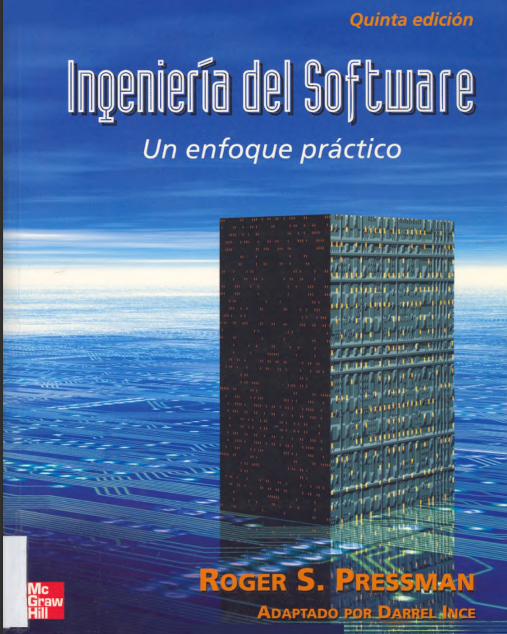 Quinta edición
Ingeniería del Software
Un enfoque práctico
ROGER S. PRESSMAN
ADAPTADO POR DARREL INCE
Mc
Graw
Hill